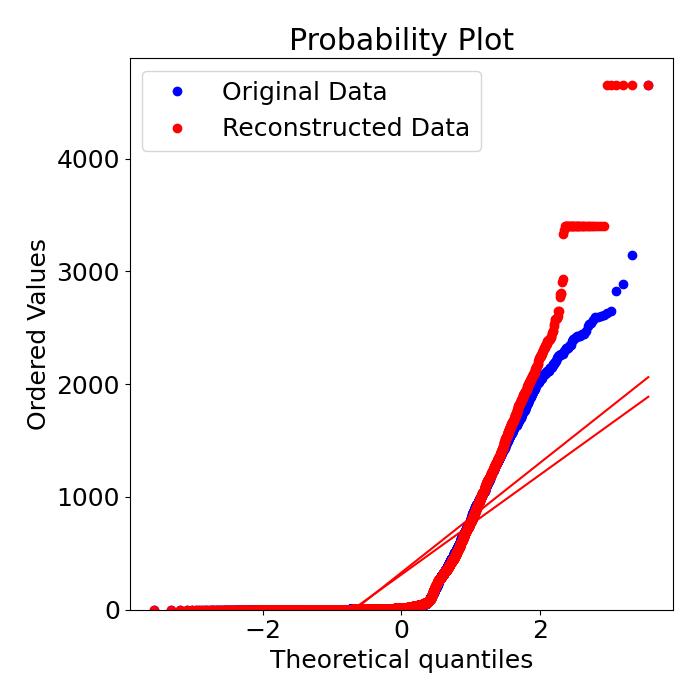 Probability Plot
Original Data
Reconstructed Data
4000
3000
2000
1000
0
Ordered Values
−2
0
2
Theoretical quantiles